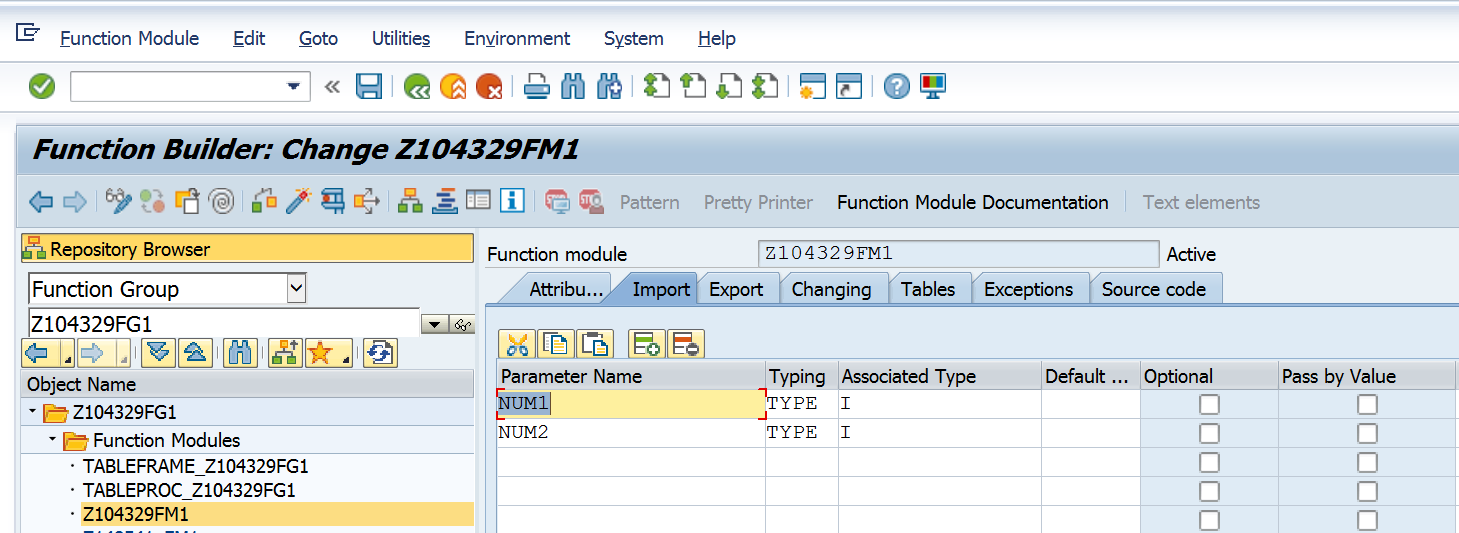 Function Module Edit Goto Utilities Environment System Help
Function Builder: Change Z104329FM1
Pattern Pretty Printer Function Module Documentation Text elements
Repository Browser
Function Group
Z104329FG1
Object Name
Z104329FG1
Function Modules
TABLEFRAME_Z104329FG1
TABLEPROC_Z104329FG1
Z104329FM1
Function module Z104329FM1 Active
Attribu... Import Export Changing Tables Exceptions Source code
Parameter Name Typing Associated Type Default ... Optional Pass by Value
NUM1 TYPE I
NUM2 TYPE I